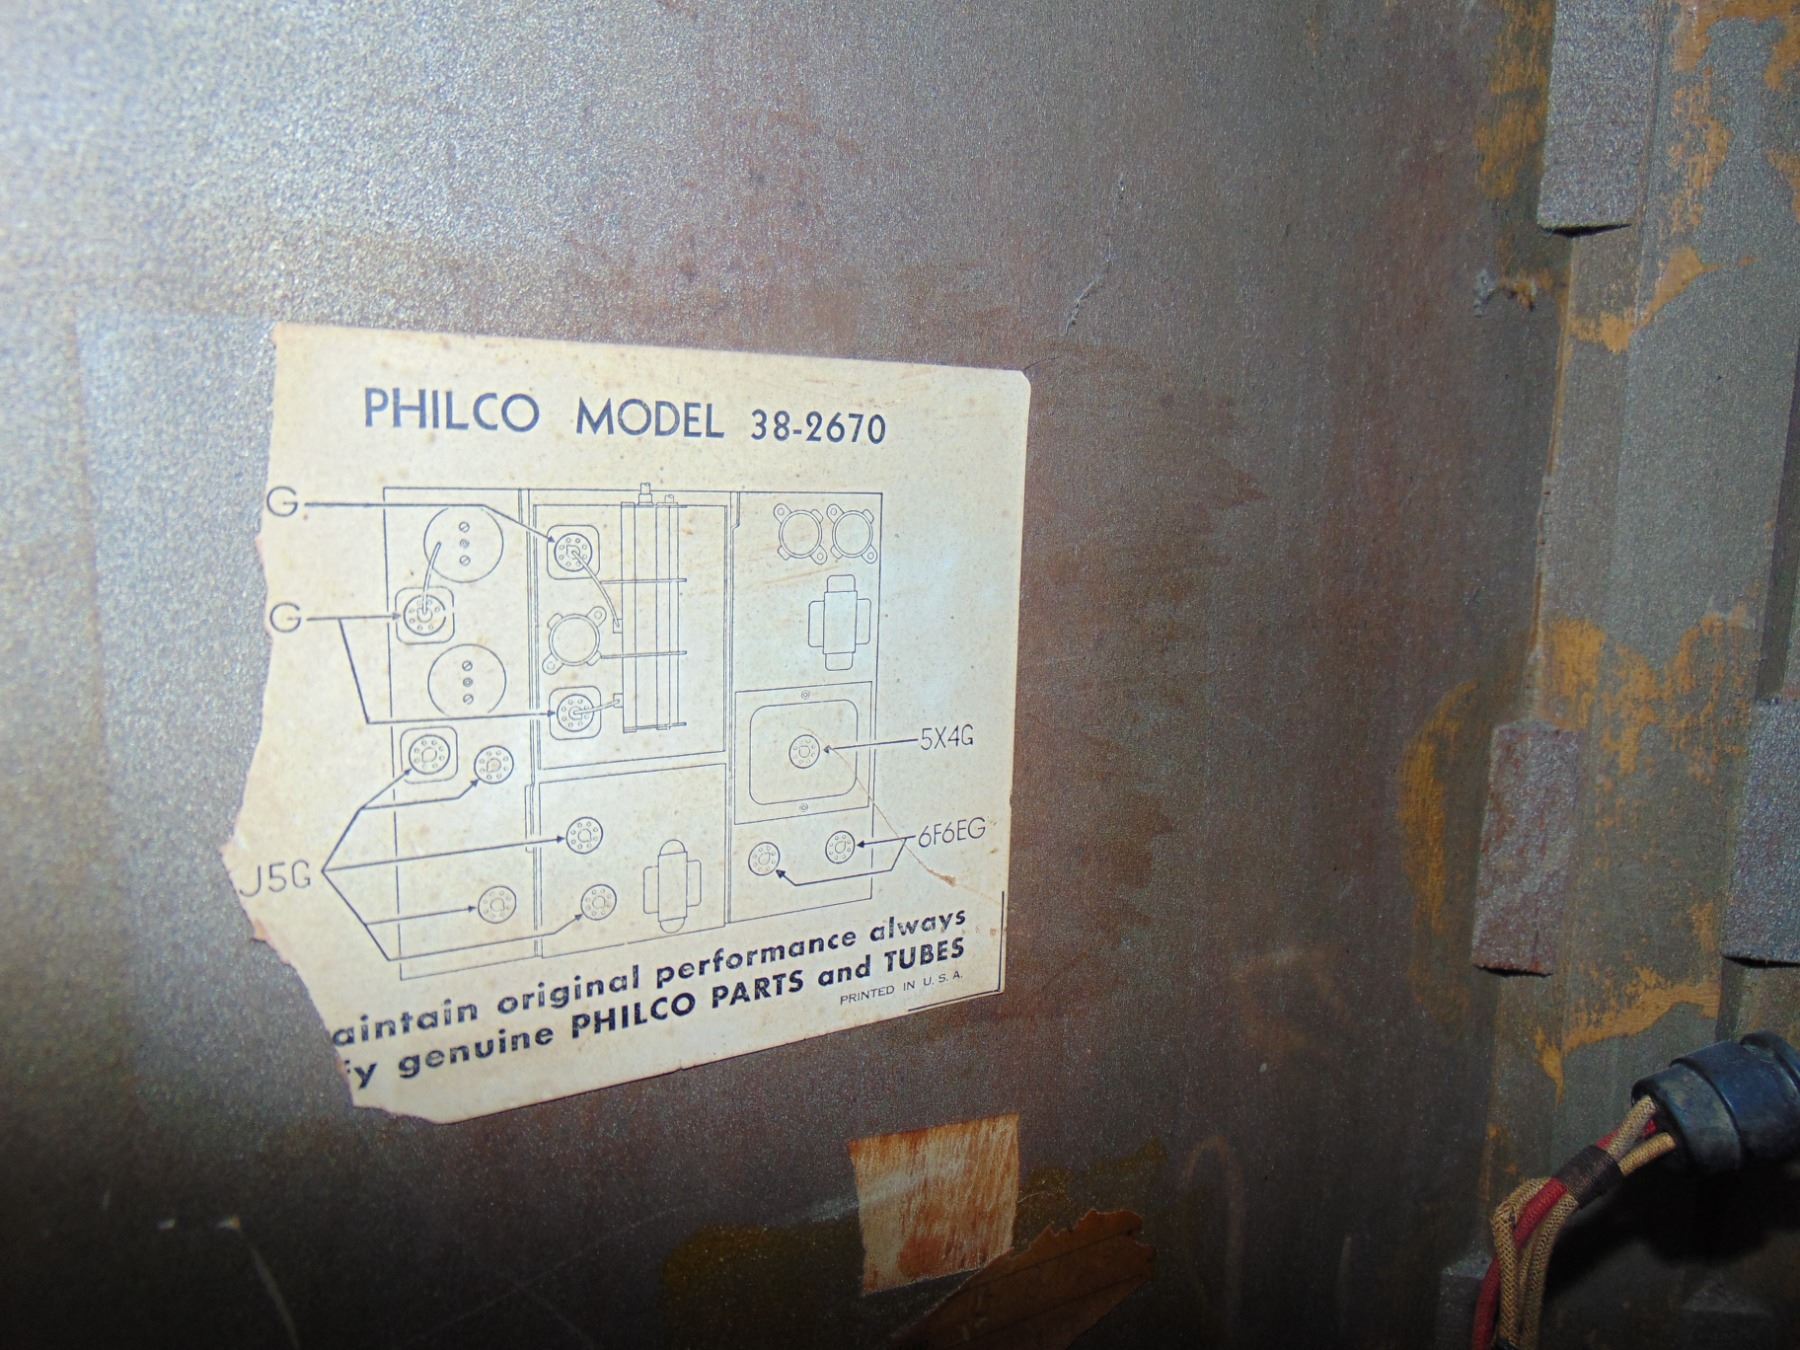 PHILCO MODEL 38-2670
G
G
5X4G
6F6EG
J5G
aintain original performance always
fy genuine PHILCO PARTS and TUBES
PRINTED IN U.S.A.